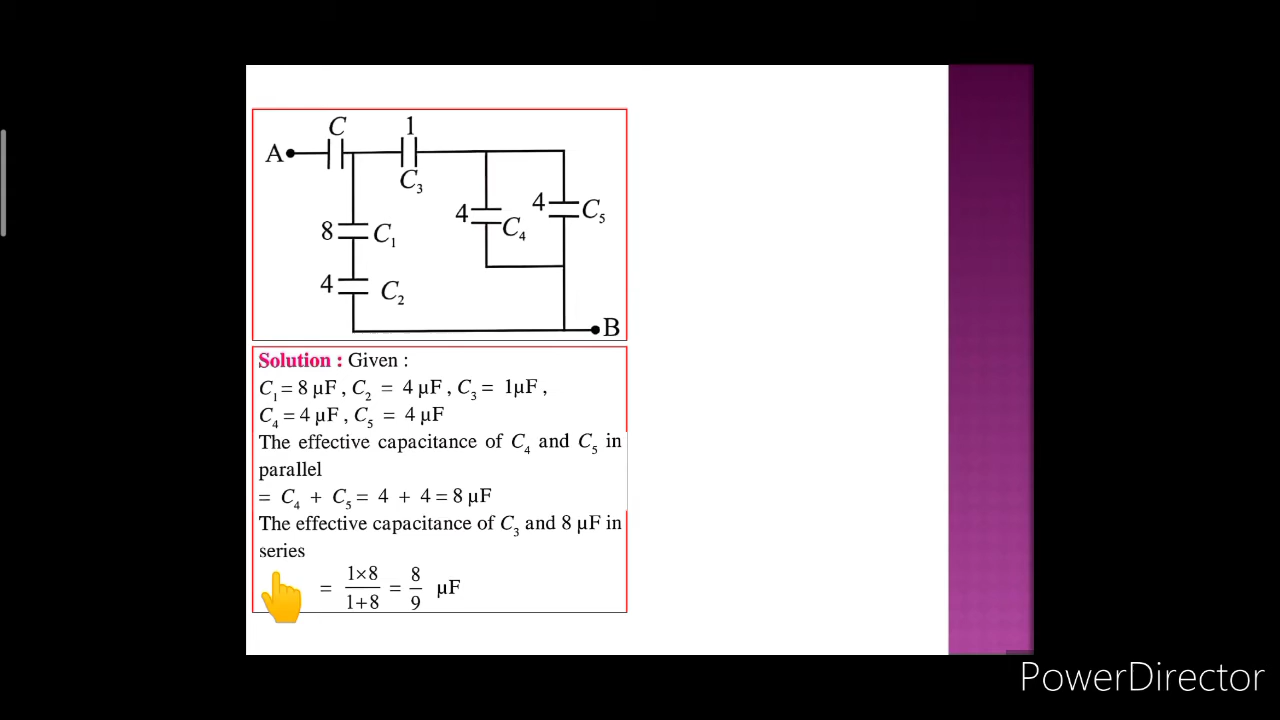 C 1
A
C₃
4 4 C₅
8 C₁ C₄
4 C₂
B
Solution : Given :
C₁ = 8 μF , C₂ = 4 μF , C₃ = 1μF ,
C₄ = 4 μF , C₅ = 4 μF
The effective capacitance of C₄ and C₅ in
parallel
= C₄ + C₅ = 4 + 4 = 8 μF
The effective capacitance of C₃ and 8 μF in
series
= 1×8/1+8 = 8/9 μF
PowerDirector